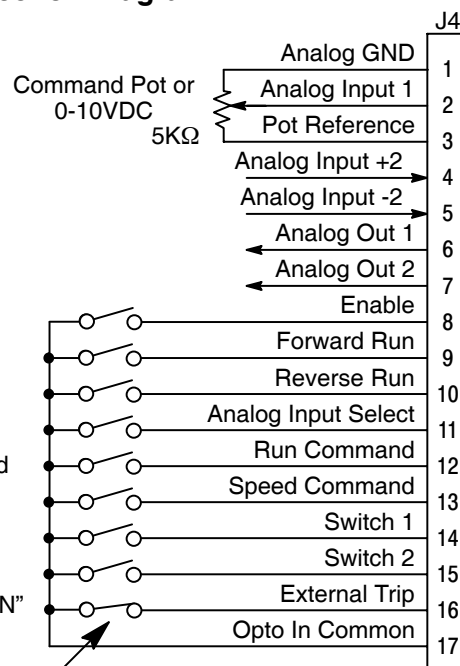 J4
Analog GND 1
Command Pot or
0-10VDC
5KΩ
Analog Input 1 2
Pot Reference 3
Analog Input +2 4
Analog Input -2 5
Analog Out 1 6
Analog Out 2 7
Enable 8
Forward Run 9
Reverse Run 10
Analog Input Select 11
Run Command 12
Speed Command 13
Switch 1 14
Switch 2 15
N”
External Trip 16
Opto In Common 17